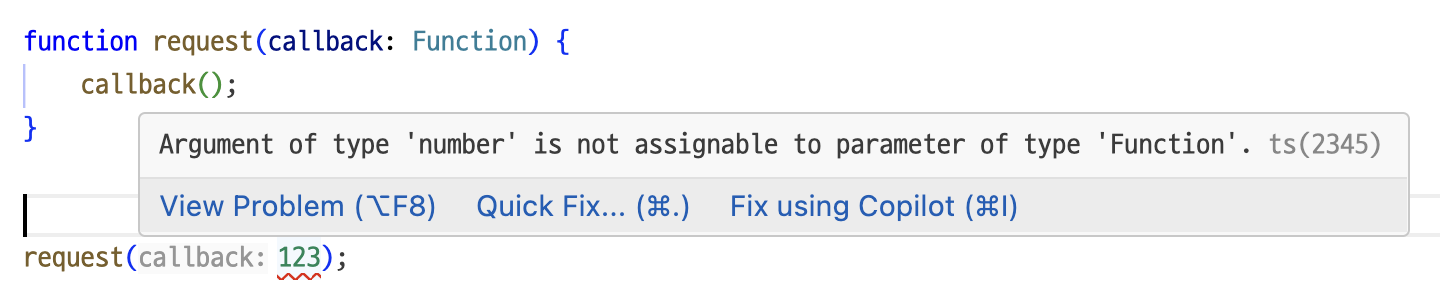 function request(callback: Function) {
    callback();
}
Argument of type 'number' is not assignable to parameter of type 'Function'. ts(2345)
View Problem (⌥F8) Quick Fix... (⌘.) Fix using Copilot (⌘I)
request(callback: 123);